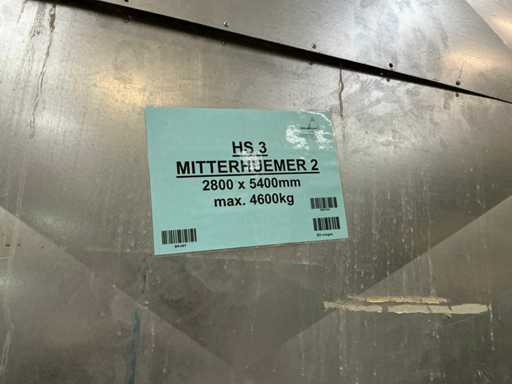 HS 3
MITTERHUEMER 2
2800 x 5400mm
max. 4600kg